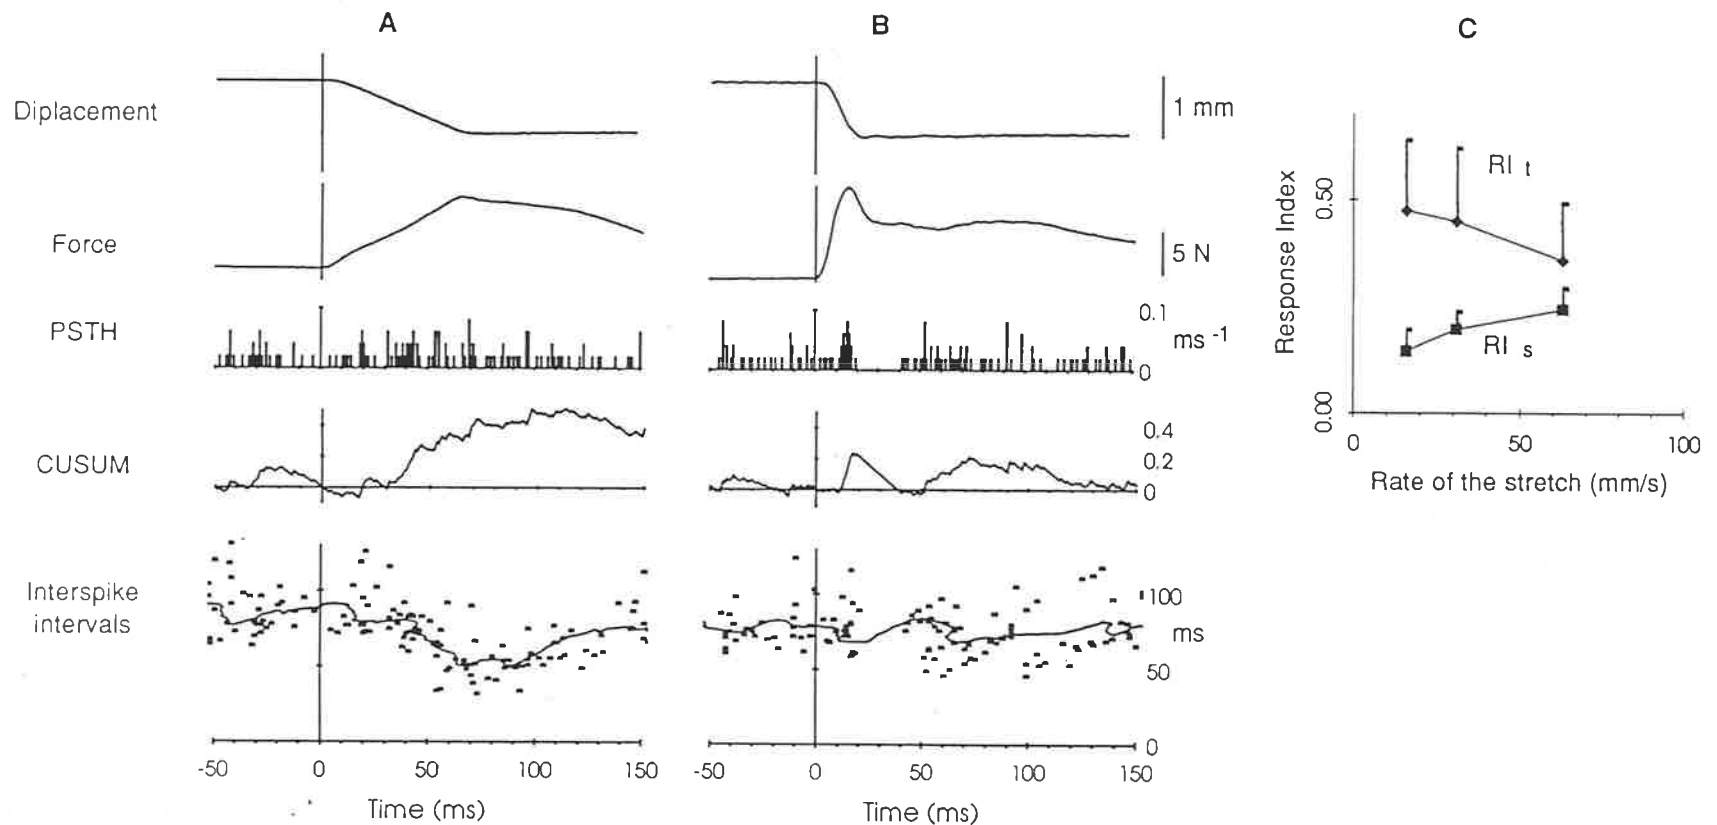 A
B
C
Diplacement
1 mm
Force
5 N
PSTH
0.1
ms -1
0
CUSUM
0.4
0.2
0
Interspike
intervals
100
ms
50
0
-50 0 50 100 150
Time (ms)
-50 0 50 100 150
Time (ms)
Response Index
0.50
0.00
RI t
RI s
0 50 100
Rate of the stretch (mm/s)